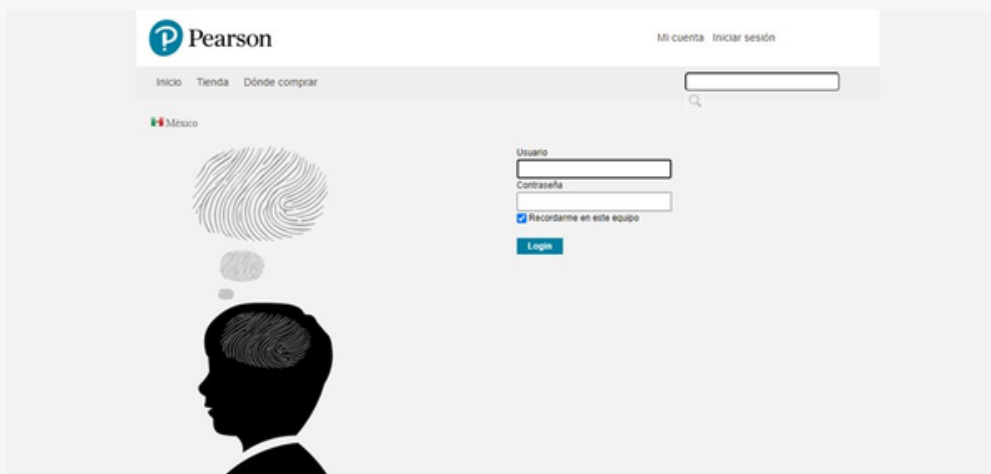 Pearson
Mi cuenta Iniciar sesión
Inicio Tienda Dónde comprar
México
Usuario
Contraseña
Recordarme en este equipo
Login